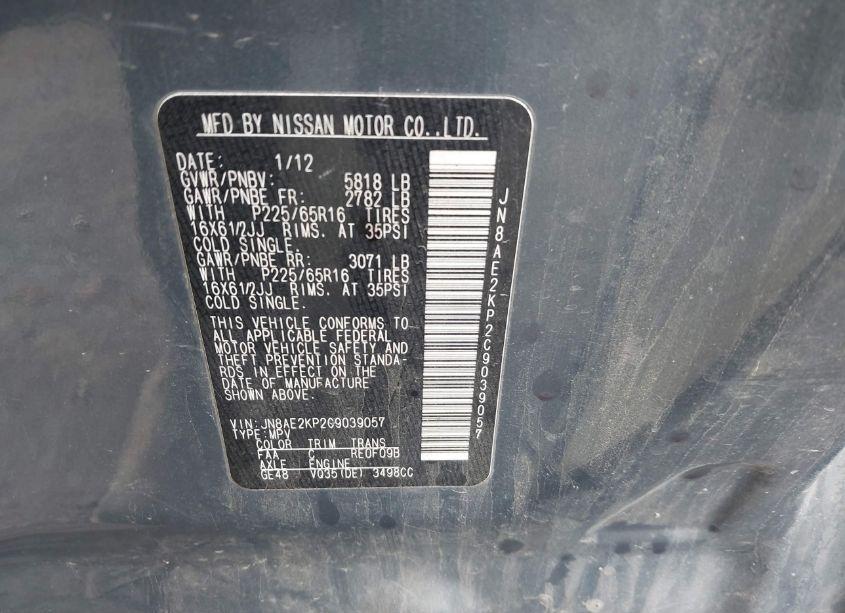 MFD BY NISSAN MOTOR CO.,LTD.
DATE: 1/12
GVWR/PNBV: 5818 LB
GAWR/PNBE FR: 2782 LB
WITH P225/65R16 TIRES
16X61/2JJ RIMS. AT 35PSI
COLD SINGLE.
GAWR/PNBE RR: 3071 LB
WITH P225/65R16 TIRES
16X61/2JJ RIMS. AT 35PSI
COLD SINGLE.
THIS VEHICLE CONFORMS TO
ALL APPLICABLE FEDERAL
MOTOR VEHICLE SAFETY AND
THEFT PREVENTION STANDA-
RDS IN EFFECT ON THE
DATE OF MANUFACTURE
SHOWN ABOVE.
VIN:JN8AE2KP2C9039057
TYPE:MPV
COLOR TRIM TRANS
FAA C RE0F09B
AXLE ENGINE
GE48 VQ35(DE) 3498CC
JN8AE2KP2C9039057